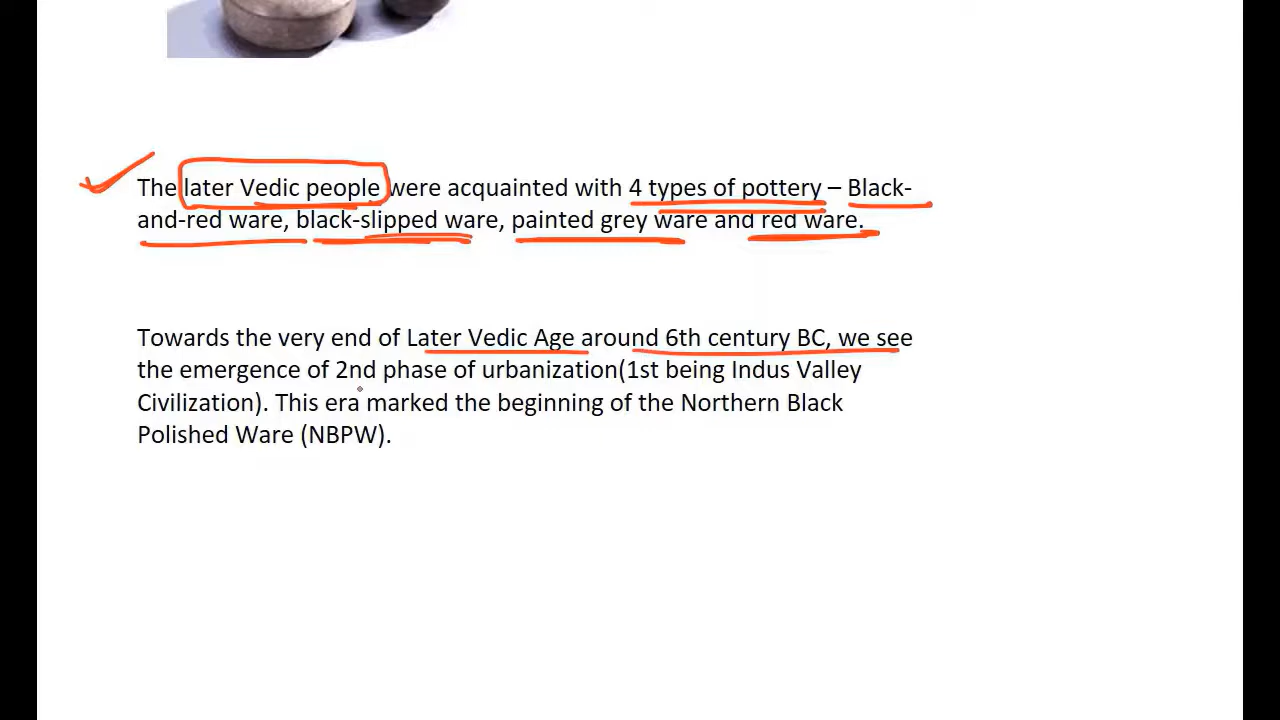 The later Vedic people were acquainted with 4 types of pottery – Black-
and-red ware, black-slipped ware, painted grey ware and red ware.
Towards the very end of Later Vedic Age around 6th century BC, we see
the emergence of 2nd phase of urbanization(1st being Indus Valley
Civilization). This era marked the beginning of the Northern Black
Polished Ware (NBPW).